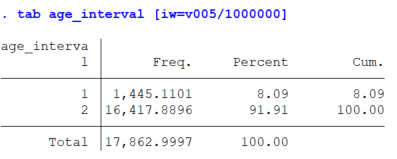 . tab age_interval [iw=v005/1000000]
age_interva
l Freq. Percent Cum.
1 1,445.1101 8.09 8.09
2 16,417.8896 91.91 100.00
Total 17,862.9997 100.00